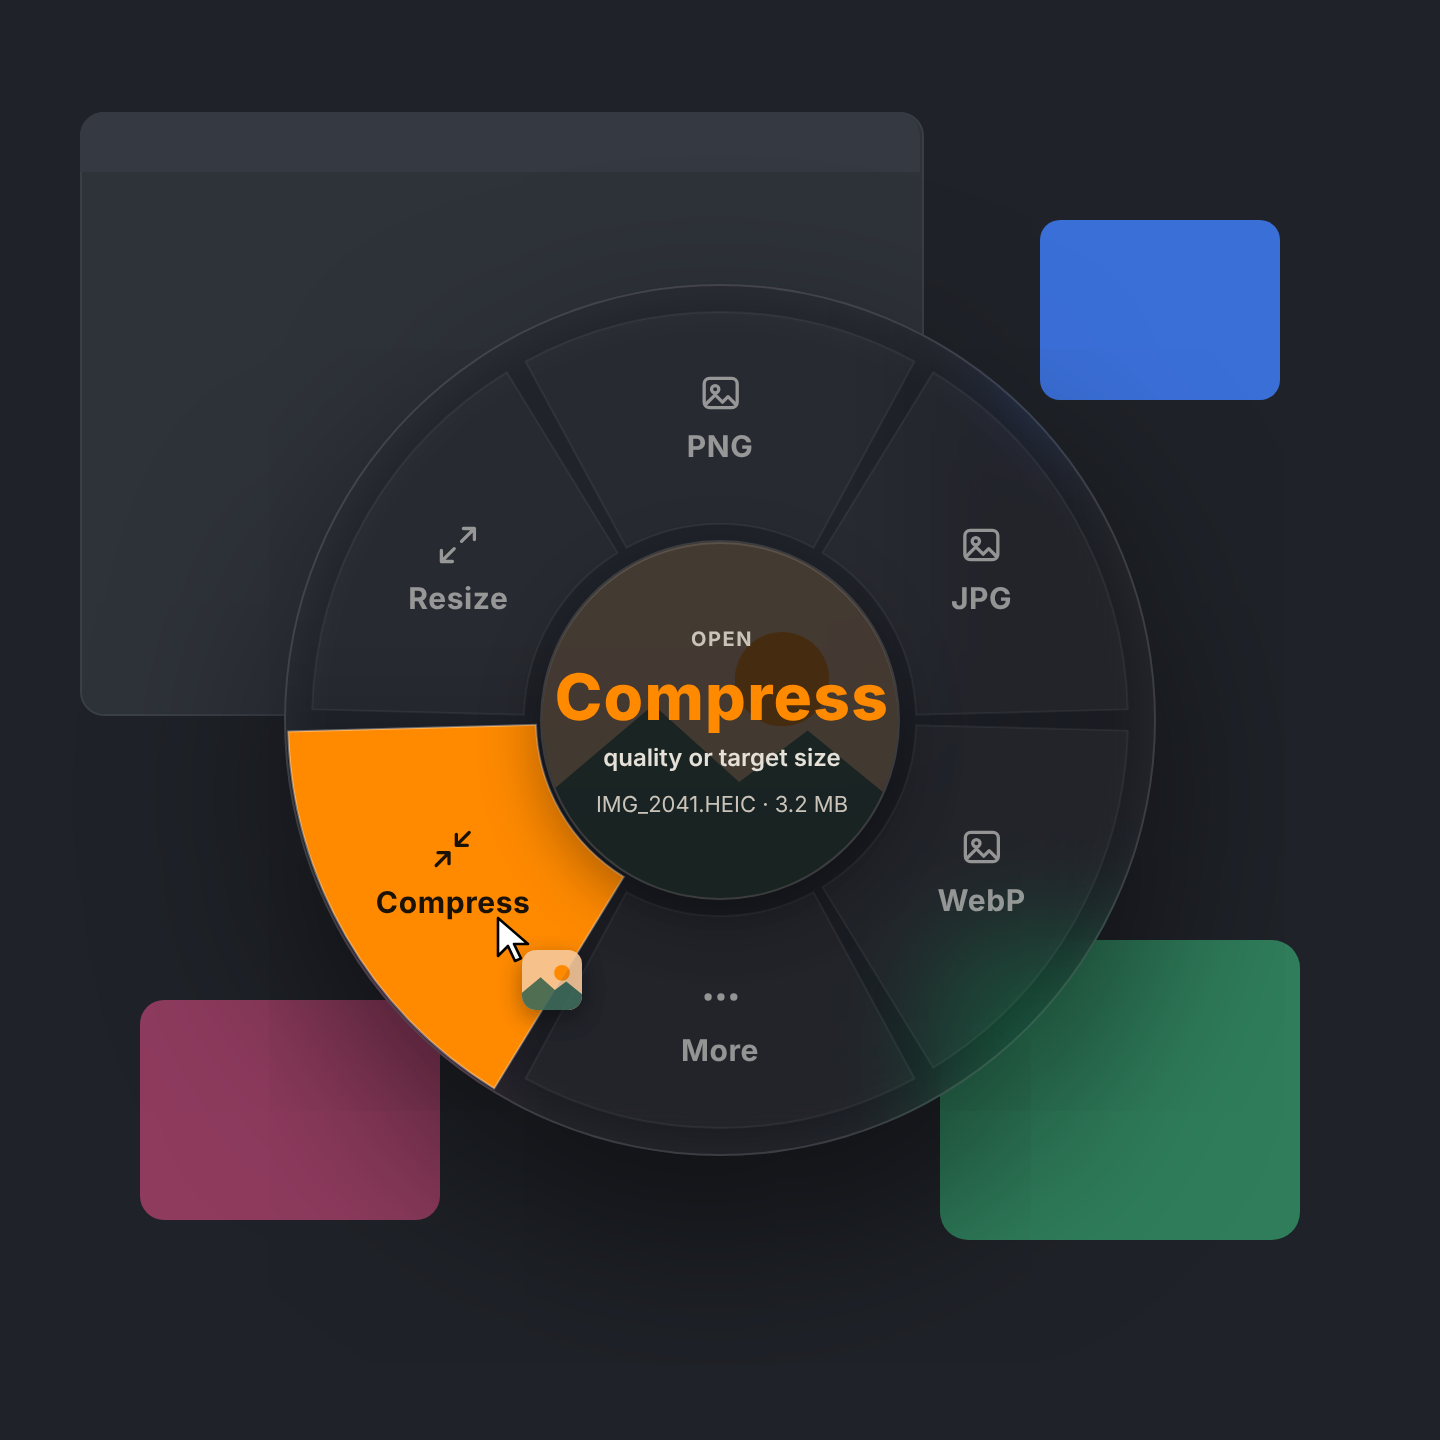 PNG
Resize
JPG
OPEN
Compress
quality or target size
IMG_2041.HEIC · 3.2 MB
Compress
WebP
More